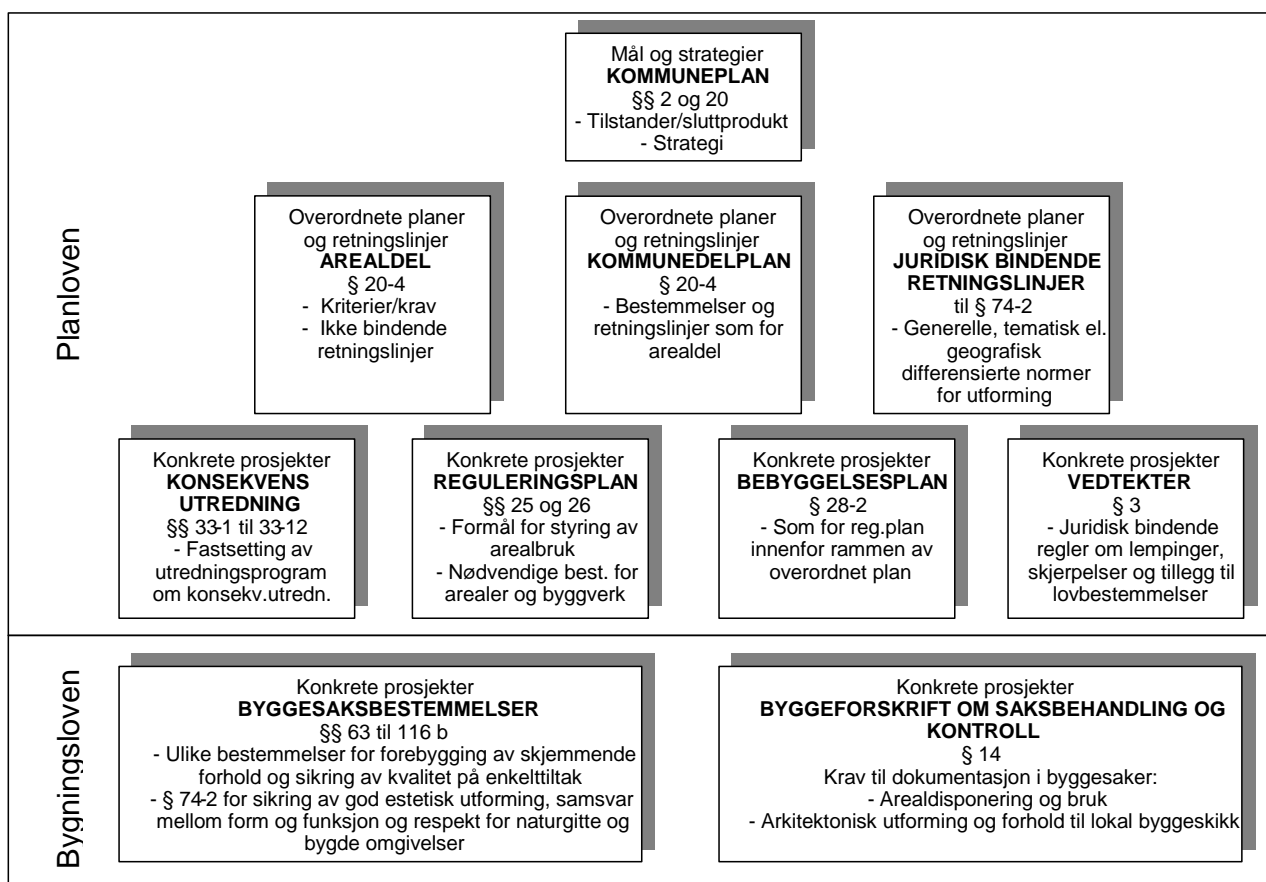 Planloven
Mål og strategier
KOMMUNEPLAN
§§ 2 og 20
- Tilstander/sluttprodukt
- Strategi
Overordnete planer
og retningslinjer
AREALDEL
§ 20-4
- Kriterier/krav
- Ikke bindende
retningslinjer
Overordnete planer
og retningslinjer
KOMMUNEDELPLAN
§ 20-4
- Bestemmelser og
retningslinjer som for
arealdel
Overordnete planer
og retningslinjer
JURIDISK BINDENDE
RETNINGSLINJER
til § 74-2
- Generelle, tematisk el.
geografisk
differensierte normer
for utforming
Konkrete prosjekter
KONSEKVENS
UTREDNING
§§ 33-1 til 33-12
- Fastsetting av
utredningsprogram
om konsekv.utredn.
Konkrete prosjekter
REGULERINGSPLAN
§§ 25 og 26
- Formål for styring av
arealbruk
- Nødvendige best. for
arealer og byggverk
Konkrete prosjekter
BEBYGGELSESPLAN
§ 28-2
- Som for reg.plan
innenfor rammen av
overordnet plan
Konkrete prosjekter
VEDTEKTER
§ 3
- Juridisk bindende
regler om lempinger,
skjerpelser og tillegg til
lovbestemmelser
Bygningsloven
Konkrete prosjekter
BYGGESAKSBESTEMMELSER
§§ 63 til 116 b
- Ulike bestemmelser for forebygging av skjemmende
forhold og sikring av kvalitet på enkelttiltak
- § 74-2 for sikring av god estetisk utforming, samsvar
mellom form og funksjon og respekt for naturgitte og
bygde omgivelser
Konkrete prosjekter
BYGGEFORSKRIFT OM SAKSBEHANDLING OG
KONTROLL
§ 14
Krav til dokumentasjon i byggesaker:
- Arealdisponering og bruk
- Arkitektonisk utforming og forhold til lokal byggeskikk